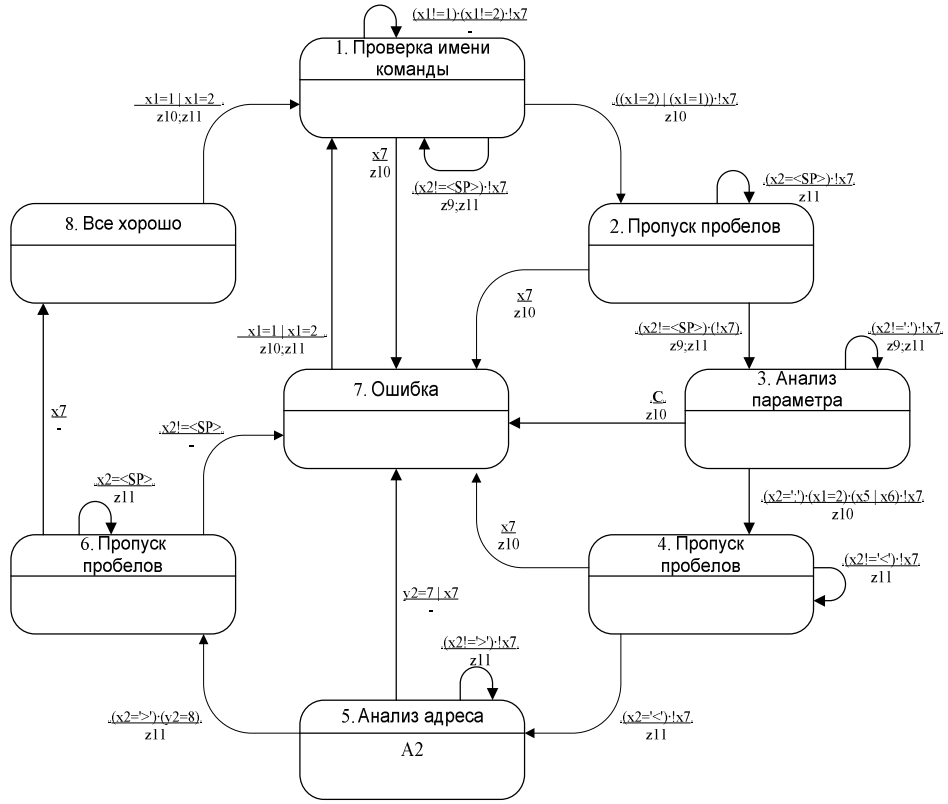 (x1!=1)·(x1!=2)·!x7
-
1. Проверка имени
команды
x1=1 | x1=2
z10;z11
((x1=2) | (x1=1))·!x7
z10
x7
z10
(x2!=<SP>)·!x7
z9;z11
(x2=<SP>)·!x7
z11
8. Все хорошо
2. Пропуск пробелов
x7
z10
x1=1 | x1=2
z10;z11
(x2!=<SP>)·(!x7)
z9;z11
(x2!=':')·!x7
z9;z11
7. Ошибка
3. Анализ
параметра
C
z10
x7
-
x2!=<SP>
-
x2=<SP>
z11
(x2=':')·(x1=2)·(x5 | x6)·!x7
z10
x7
z10
6. Пропуск
пробелов
4. Пропуск
пробелов
(x2!='<')·!x7
z11
y2=7 | x7
-
(x2!='>')·!x7
z11
(x2='>')·(y2=8)
z11
5. Анализ адреса
A2
(x2='<')·!x7
z11